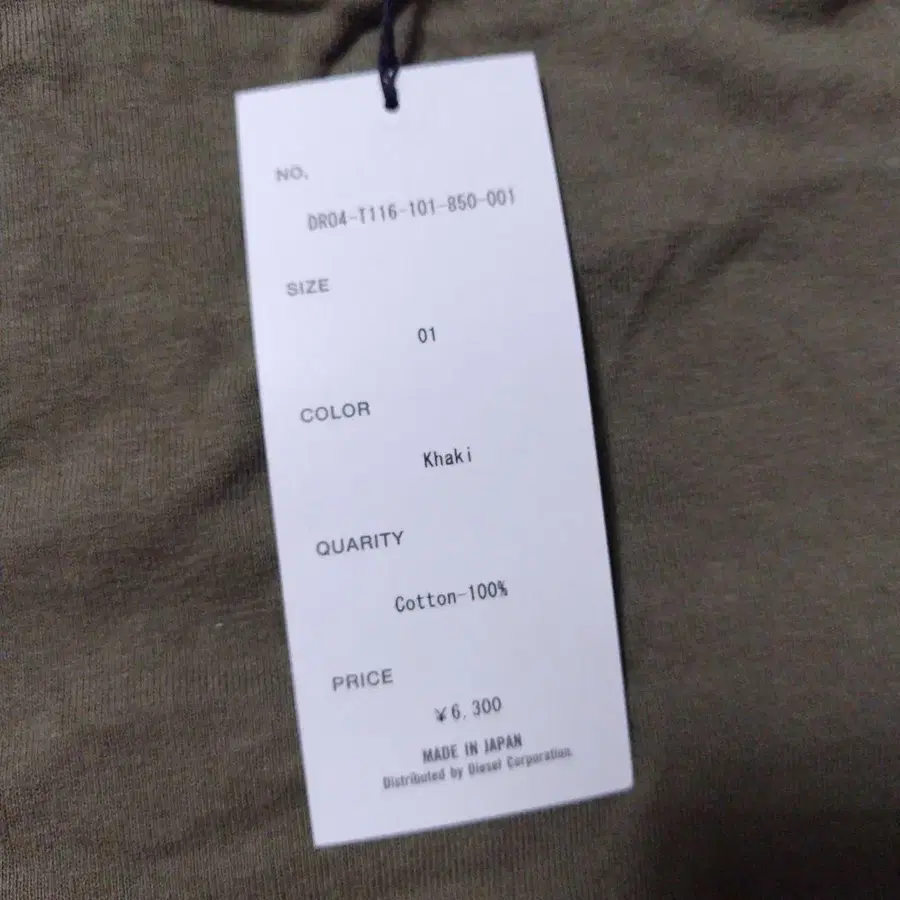 NO.
DR04-T116-101-850-001
SIZE
01
COLOR
Khaki
QUARITY
Cotton-100%
PRICE
¥6,300
MADE IN JAPAN
Distributed by Diesel Corporation.